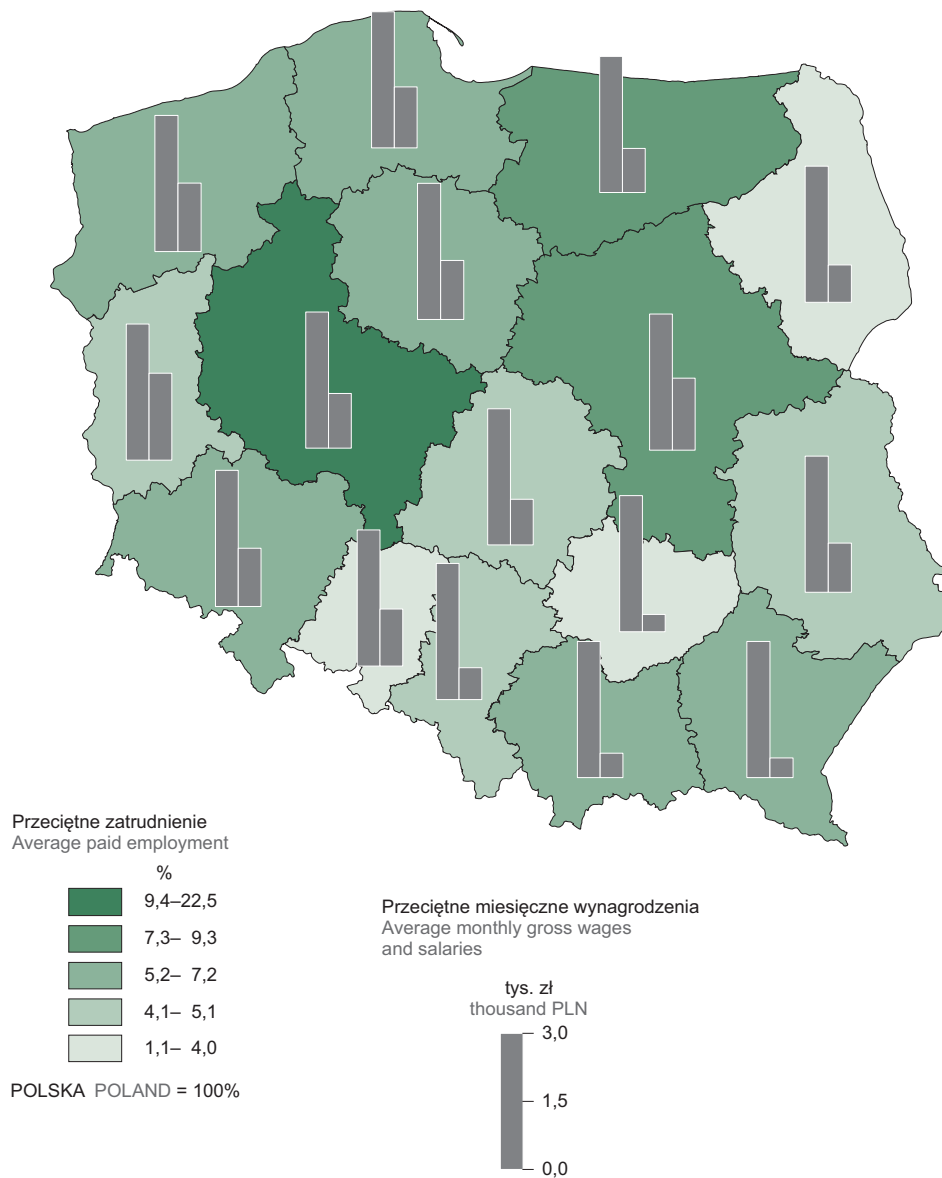 Przeciętne zatrudnienie
Average paid employment
%
9,4–22,5
7,3– 9,3
5,2– 7,2
4,1– 5,1
1,1– 4,0
POLSKA POLAND = 100%
Przeciętne miesięczne wynagrodzenia
Average monthly gross wages
and salaries
tys. zł
thousand PLN
3,0
1,5
0,0